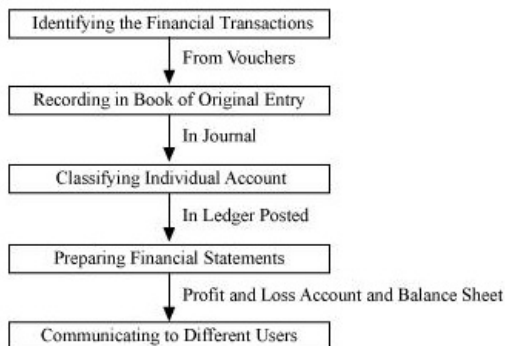 Identifying the Financial Transactions
From Vouchers
Recording in Book of Original Entry
In Journal
Classifying Individual Account
In Ledger Posted
Preparing Financial Statements
Profit and Loss Account and Balance Sheet
Communicating to Different Users